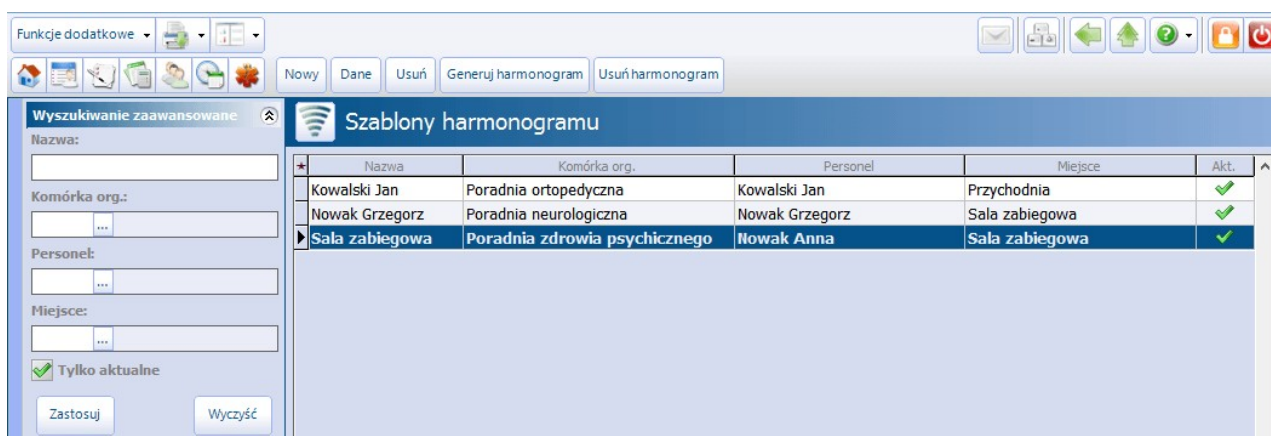 Funkcje dodatkowe
Nowy Dane Usuń Generuj harmonogram Usuń harmonogram
Wyszukiwanie zaawansowane
Szablony harmonogramu
Nazwa:
Komórka org.:
...
Personel:
...
Miejsce:
...
Tylko aktualne
Zastosuj Wyczyść
Nazwa Komórka org. Personel Miejsce Akt.
Kowalski Jan Poradnia ortopedyczna Kowalski Jan Przychodnia
Nowak Grzegorz Poradnia neurologiczna Nowak Grzegorz Sala zabiegowa
Sala zabiegowa Poradnia zdrowia psychicznego Nowak Anna Sala zabiegowa